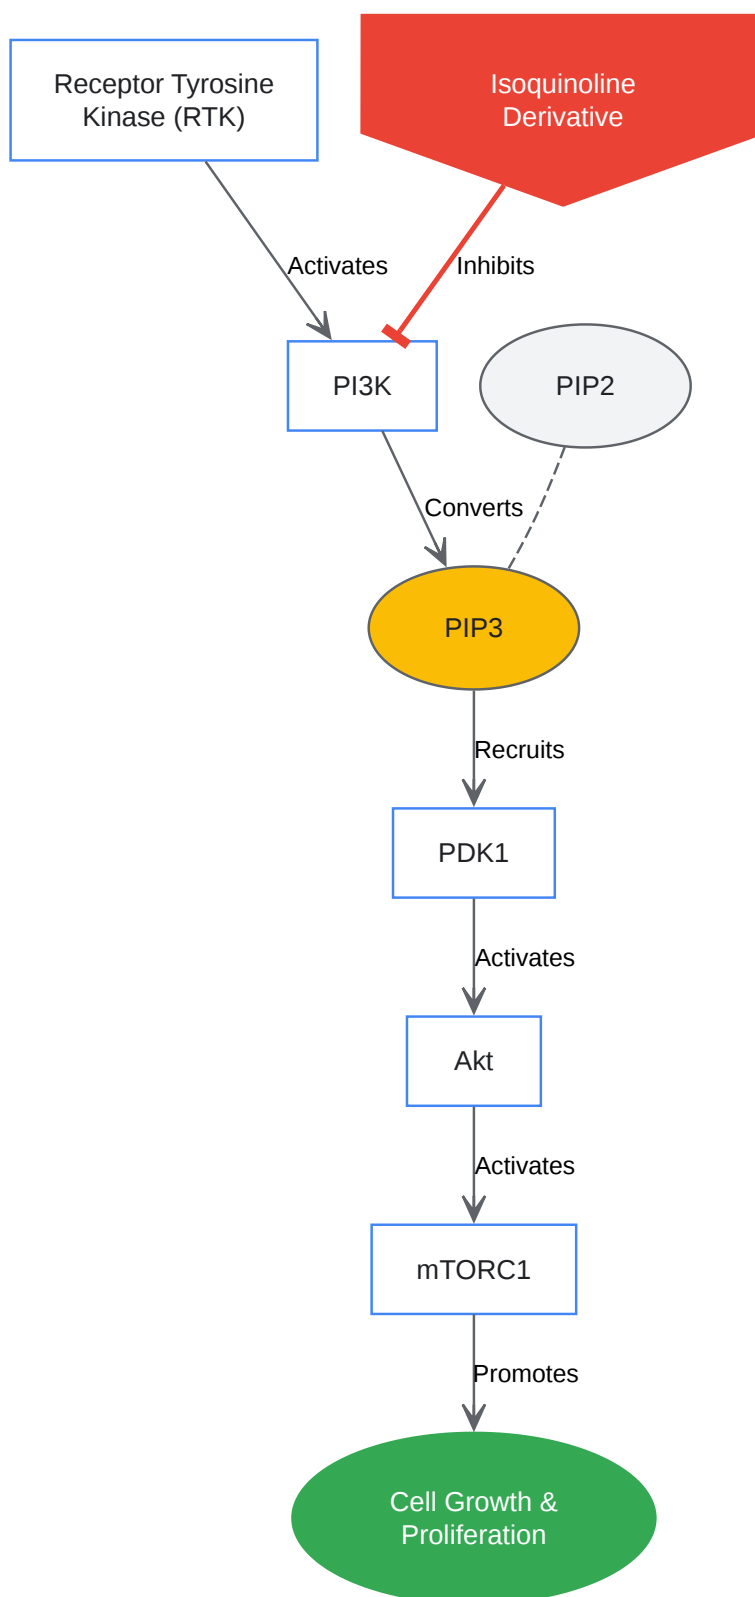 Receptor Tyrosine
Kinase (RTK)
Isoquinoline
Derivative
Activates
Inhibits
PI3K
PIP2
Converts
PIP3
Recruits
PDK1
Activates
Akt
Activates
mTORC1
Promotes
Cell Growth &
Proliferation